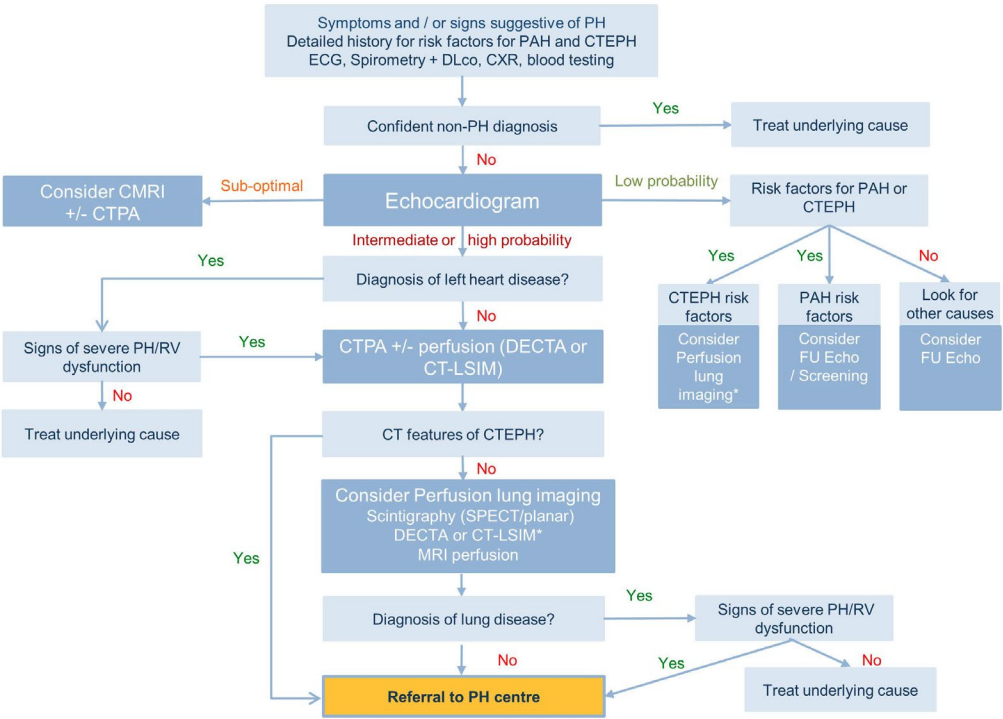 Symptoms and / or signs suggestive of PH
Detailed history for risk factors for PAH and CTEPH
ECG, Spirometry + DLco, CXR, blood testing
Confident non-PH diagnosis
Yes
Treat underlying cause
No
Consider CMRI
+/- CTPA
Sub-optimal
Echocardiogram
Low probability
Risk factors for PAH or
CTEPH
Intermediate or high probability
Yes
Yes
No
Yes
Diagnosis of left heart disease?
CTEPH risk
factors
Consider
Perfusion
lung
imaging*
PAH risk
factors
Consider
FU Echo
/ Screening
Look for
other causes
Consider
FU Echo
No
Signs of severe PH/RV
dysfunction
Yes
CTPA +/- perfusion (DECTA or
CT-LSIM)
No
Treat underlying cause
CT features of CTEPH?
No
Consider Perfusion lung imaging
Scintigraphy (SPECT/planar)
DECTA or CT-LSIM*
MRI perfusion
Yes
Diagnosis of lung disease?
Yes
Signs of severe PH/RV
dysfunction
No
Yes
No
Referral to PH centre
Treat underlying cause